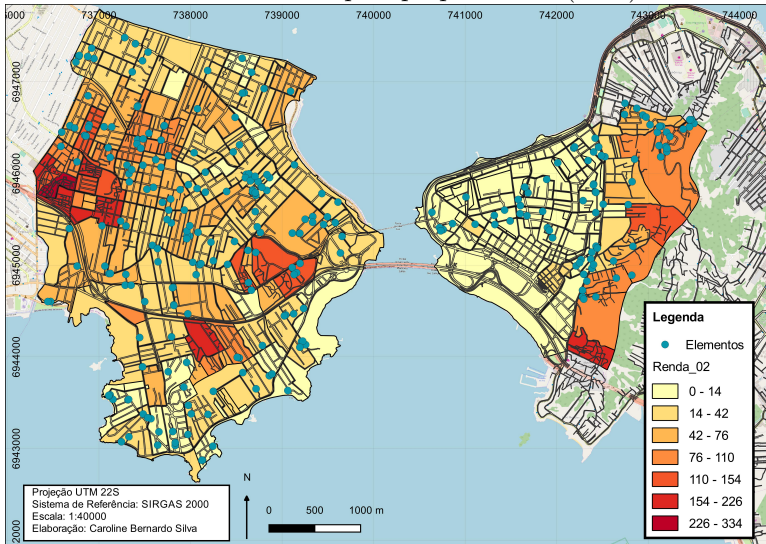 736000 737000 738000 739000 740000 741000 742000 743000 744000
6947000
6946000
6945000
6944000
6943000
Legenda
Elementos
Renda_02
0 - 14
14 - 42
42 - 76
76 - 110
110 - 154
154 - 226
226 - 334
Projeção UTM 22S
Sistema de Referência: SIRGAS 2000
Escala: 1:40000
Elaboração: Caroline Bernardo Silva
N
0 500 1000 m